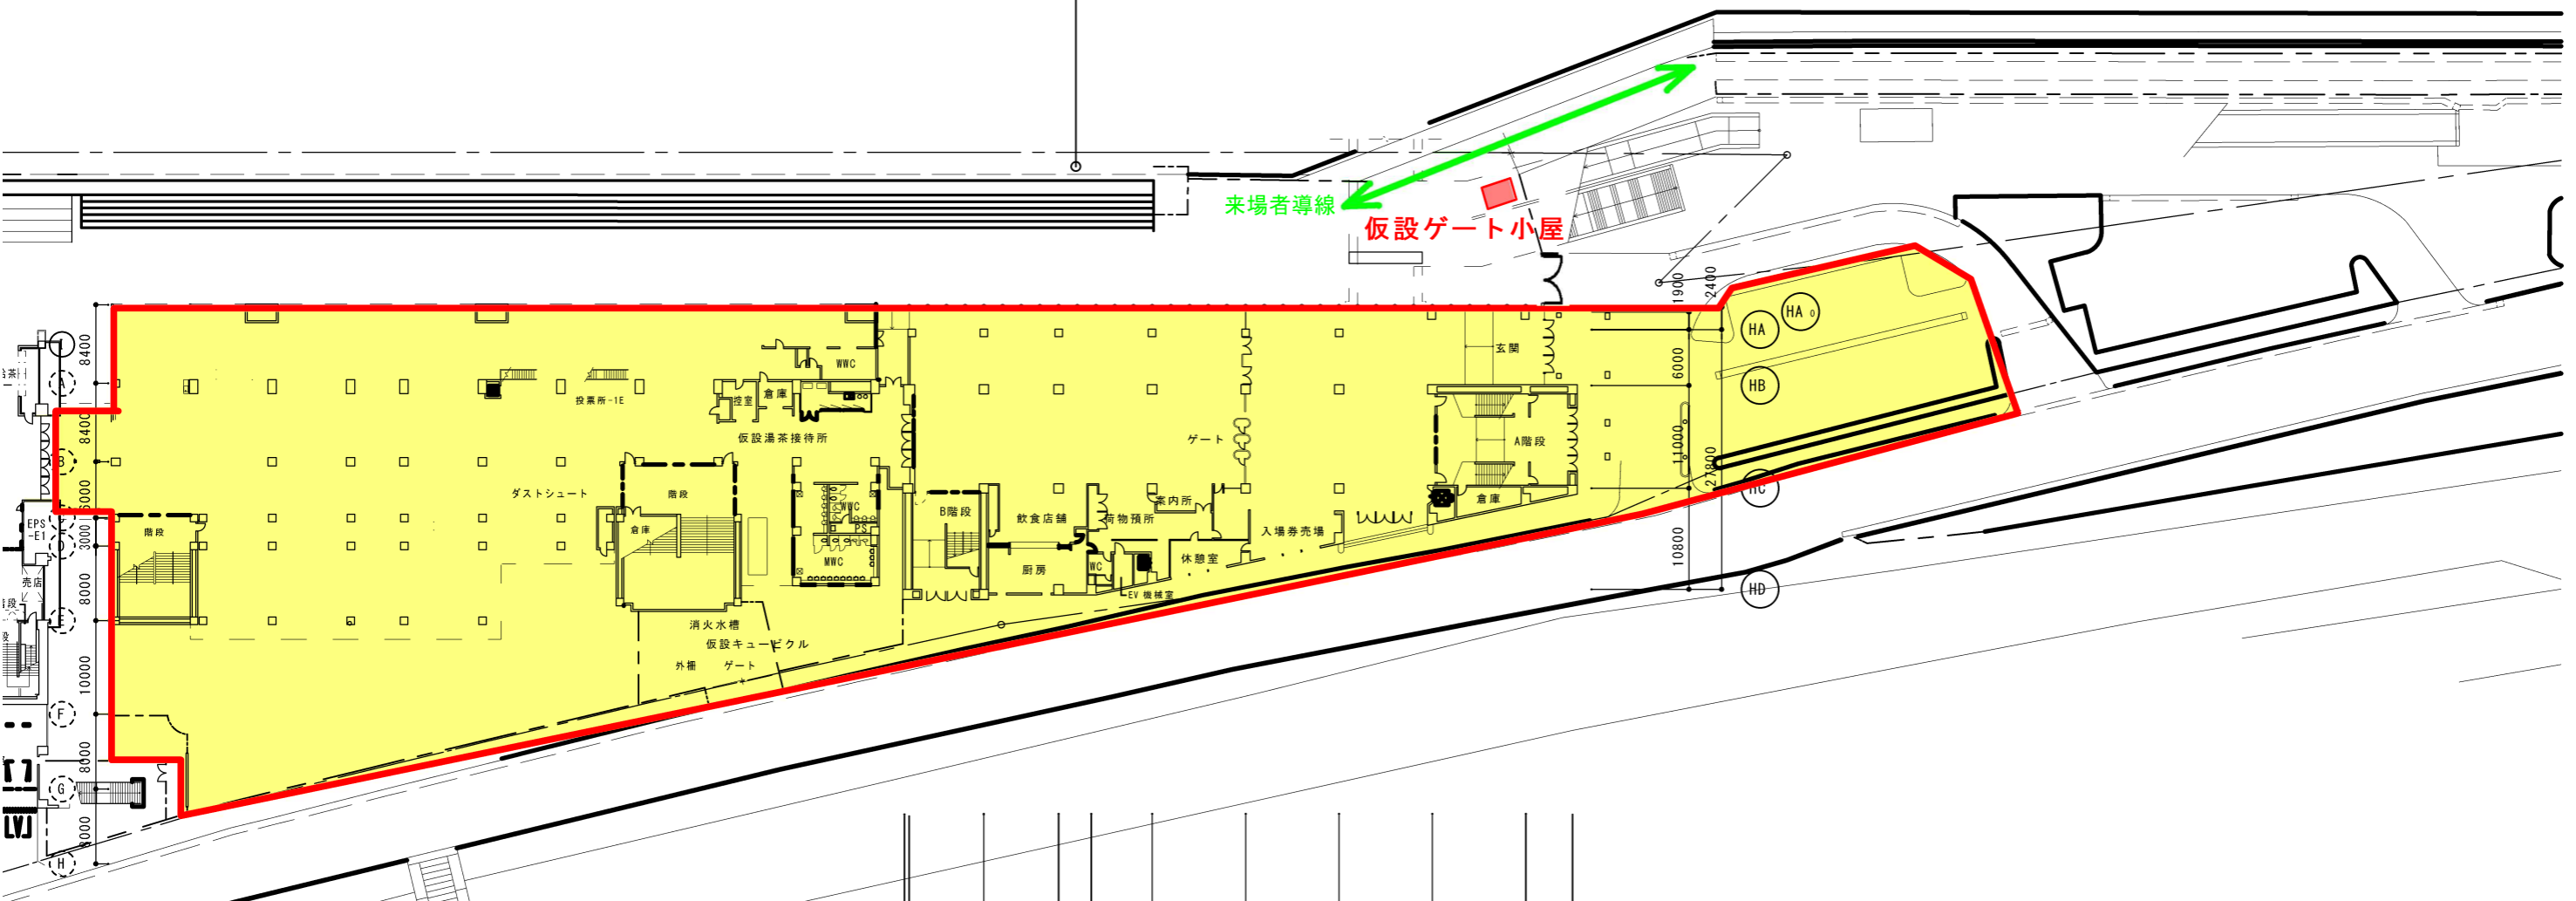 来場者導線
仮設ゲート小屋
1900
2400
HA
HA 0
6000
HB
11000
27800
HC
10800
HD
玄関
A階段
倉庫
ゲート
案内所
荷物預所
入場券売場
休憩室
飲食店舗
厨房
WC
EV 機械室
B階段
WWC
倉庫
控室
投票所-1E
仮設湯茶接待所
ダストシュート
階段
倉庫
WWC
PS
MWC
階段
消火水槽
仮設キュービクル
外柵
ゲート
8400
A
8400
B
6000
3000
D
8000
E
10000
F
8000
G
H
EPS
-E1
売店